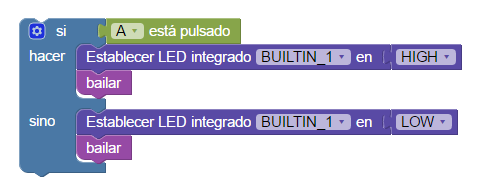 si A está pulsado
hacer Establecer LED integrado BUILTIN_1 en HIGH
bailar
sino Establecer LED integrado BUILTIN_1 en LOW
bailar